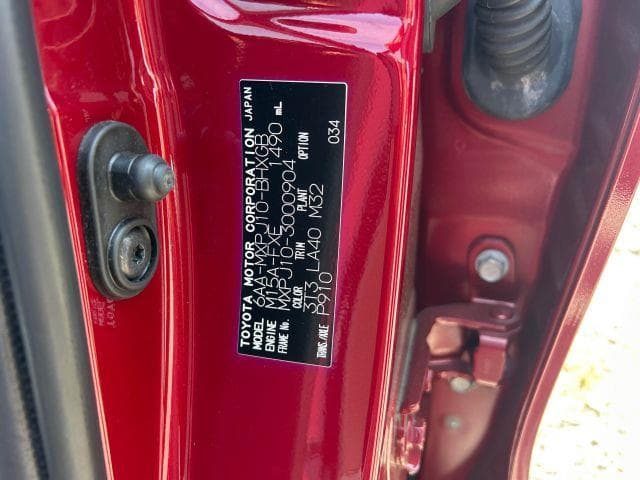 TOYOTA MOTOR CORPORATION JAPAN
MODEL 6AA-MXPJ10-BHXGB
ENGINE M15A-FXE 1490 mL
FRAME No. MXPJ10-3000904
COLOR TRIM PLANT OPTION
3T3 LA40 M32 034
TRANS./AXLE P910